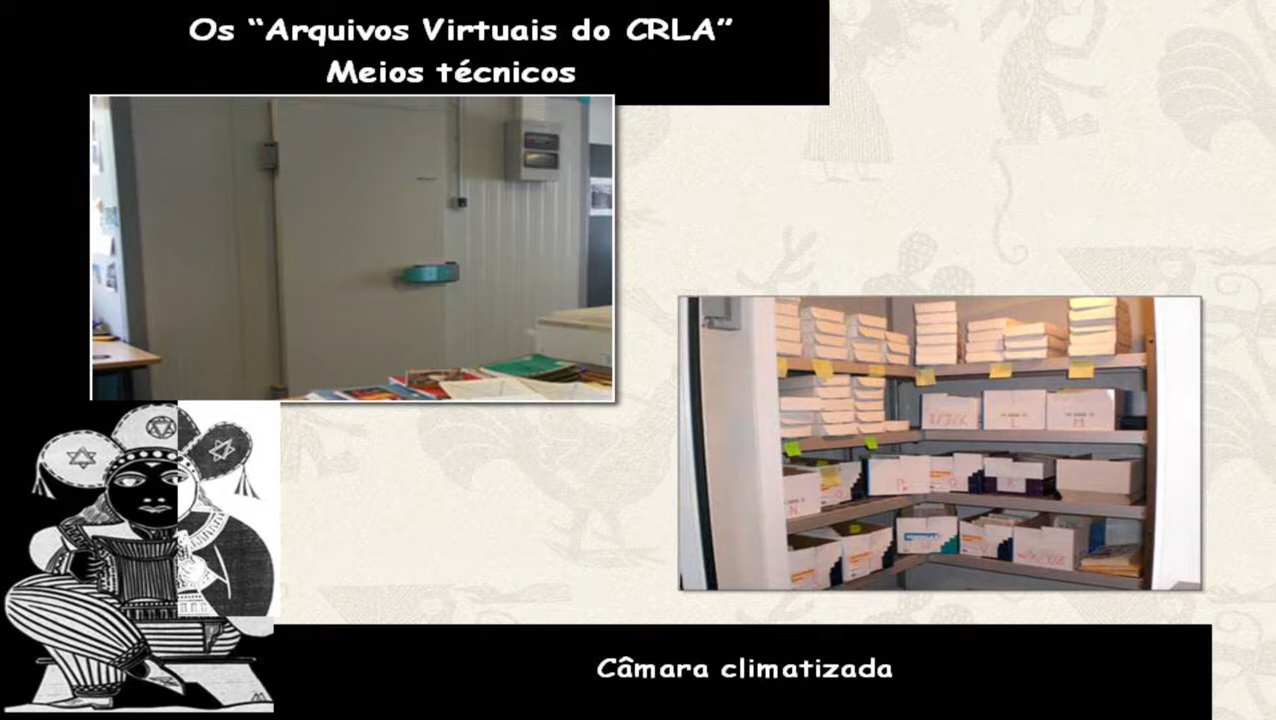 Os “Arquivos Virtuais do CRLA”
Meios técnicos
I/J/K
L
M
N
O
P.
Q
R
Câmara climatizada